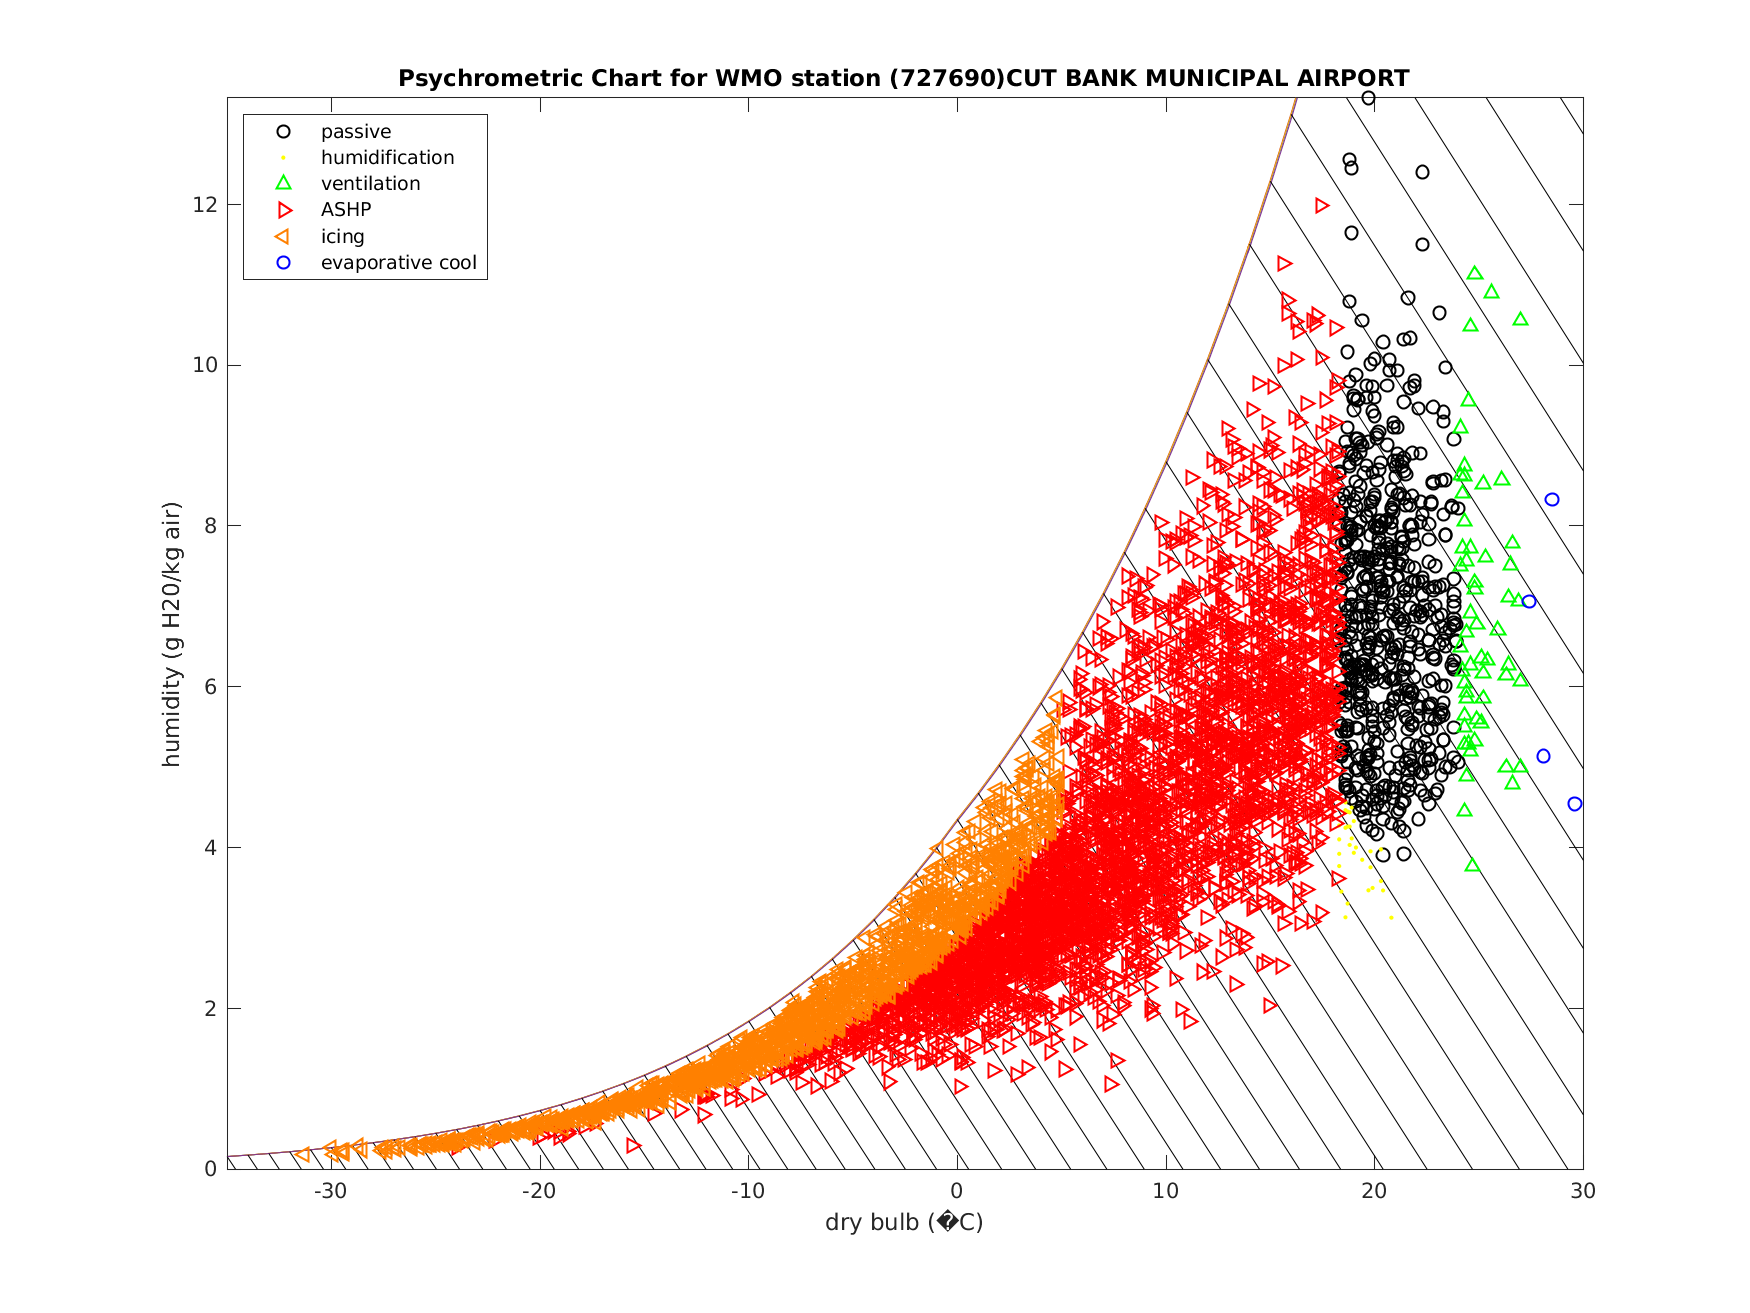 Psychrometric Chart for WMO station (727690)CUT BANK MUNICIPAL AIRPORT
passive
humidification
ventilation
ASHP
icing
evaporative cool
humidity (g H20/kg air)
12
10
8
6
4
2
0
-30 -20 -10 0 10 20 30
dry bulb (�C)